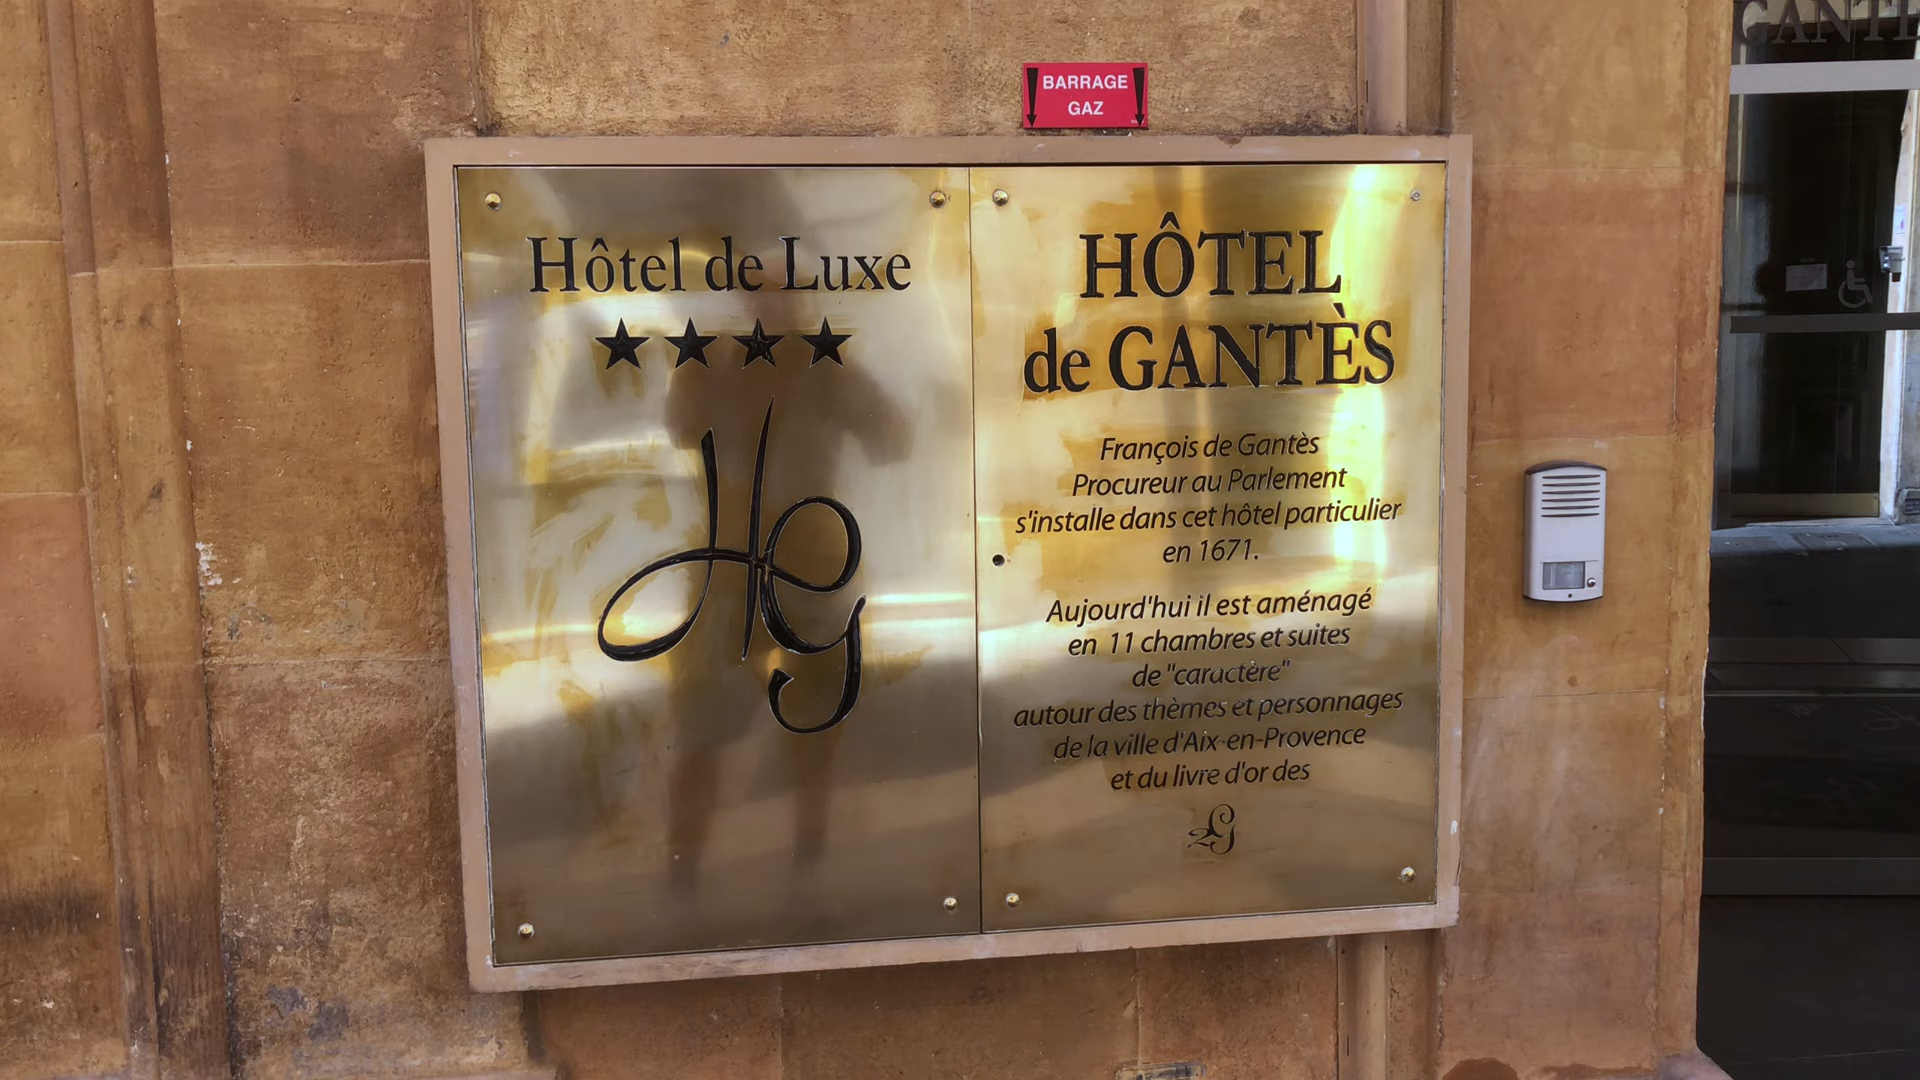 GANTÈ
BARRAGE
GAZ
Hôtel de Luxe
HG
HÔTEL
de GANTÈS
François de Gantès
Procureur au Parlement
s'installe dans cet hôtel particulier
en 1671.
Aujourd'hui il est aménagé
en 11 chambres et suites
de "caractère"
autour des thèmes et personnages
de la ville d'Aix-en-Provence
et du livre d'or des
2G